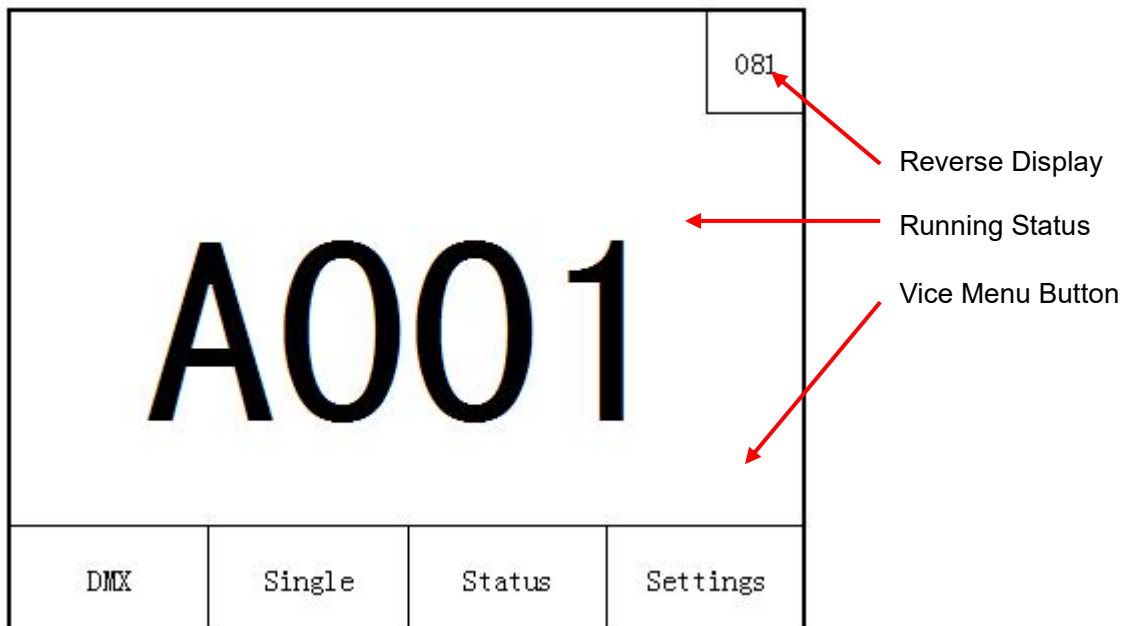 081
Reverse Display
Running Status
A001
Vice Menu Button
DMX Single Status Settings